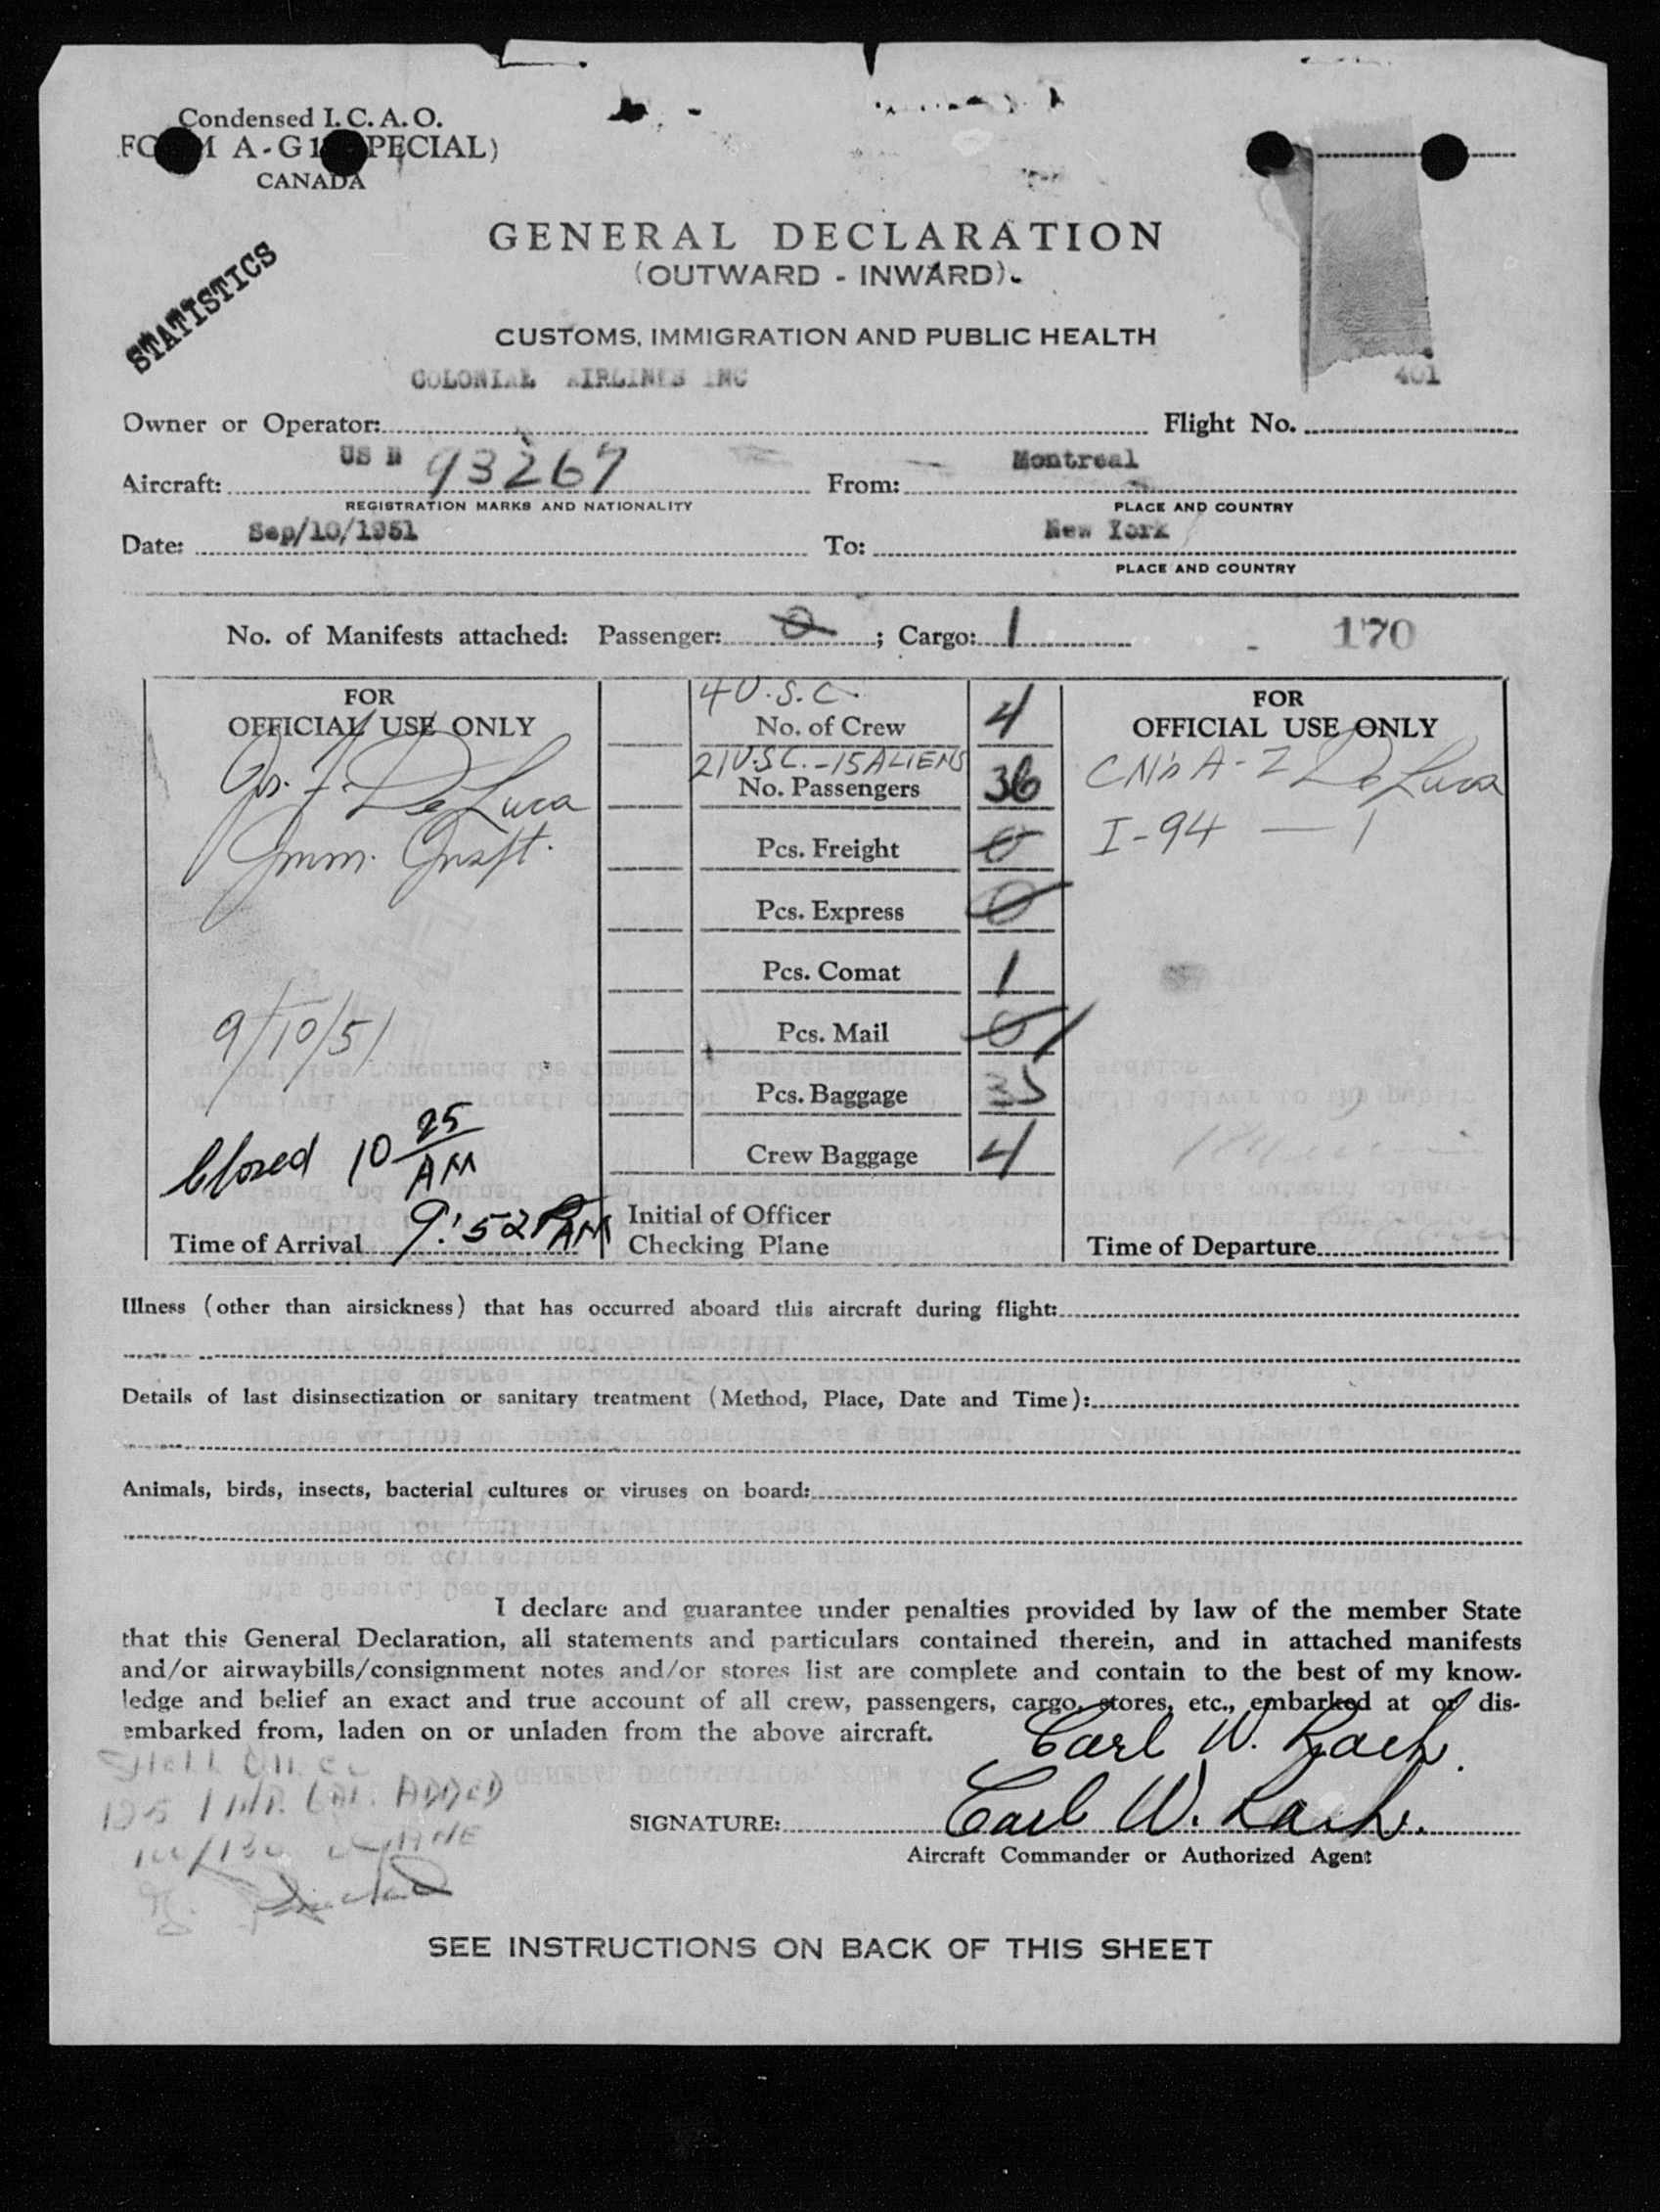 Condensed I. C. A. O.
A-G1 PECIAL)
CANADA
STATISTICS
GENERAL DECLARATION
(OUTWARD - INWARD)
CUSTOMS, IMMIGRATION AND PUBLIC HEALTH
COLONIAL AIRLINES INC 401
Owner or Operator: Flight No.
US N 93267 Montreal
Aircraft: From:
REGISTRATION MARKS AND NATIONALITY PLACE AND COUNTRY
Sep/10/1951 New York
Date: To:
PLACE AND COUNTRY
No. of Manifests attached: Passenger: 0; Cargo: 1 170
FOR
OFFICIAL USE ONLY
De Luca
Imm. Inspt.
9/10/51
Closed 10 25 AM
Time of Arrival 9:52 AM
4 U.S.C.
No. of Crew 4
21 U.S.C. - 15 ALIENS
No. Passengers 36
Pcs. Freight 0
Pcs. Express 0
Pcs. Comat 1
Pcs. Mail 0
Pcs. Baggage 35
Crew Baggage 4
Initial of Officer
Checking Plane
FOR
OFFICIAL USE ONLY
A-Z De Luca
I-94 — 1
Time of Departure
Illness (other than airsickness) that has occurred aboard this aircraft during flight:
Details of last disinsectization or sanitary treatment (Method, Place, Date and Time):
Animals, birds, insects, bacterial cultures or viruses on board:
I declare and guarantee under penalties provided by law of the member State
that this General Declaration, all statements and particulars contained therein, and in attached manifests
and/or airwaybills/consignment notes and/or stores list are complete and contain to the best of my know-
ledge and belief an exact and true account of all crew, passengers, cargo, stores, etc., embarked at or dis-
embarked from, laden on or unladen from the above aircraft.
Carl W.
ADDED
SIGNATURE: Carl W.
100/130
Aircraft Commander or Authorized Agent
SEE INSTRUCTIONS ON BACK OF THIS SHEET